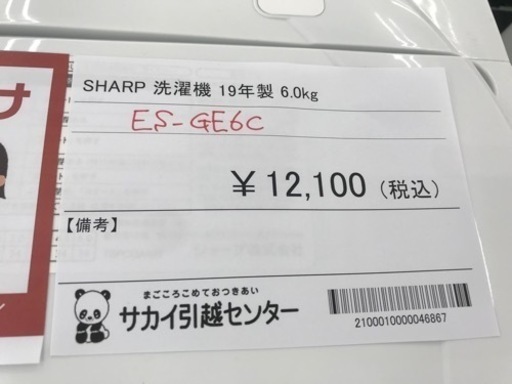 SHARP 洗濯機 19年製 6.0kg
ES-GE6C
¥12,100（税込）
【備考】
まごころこめておつきあい
サカイ引越センター
2100010000046867
ナ